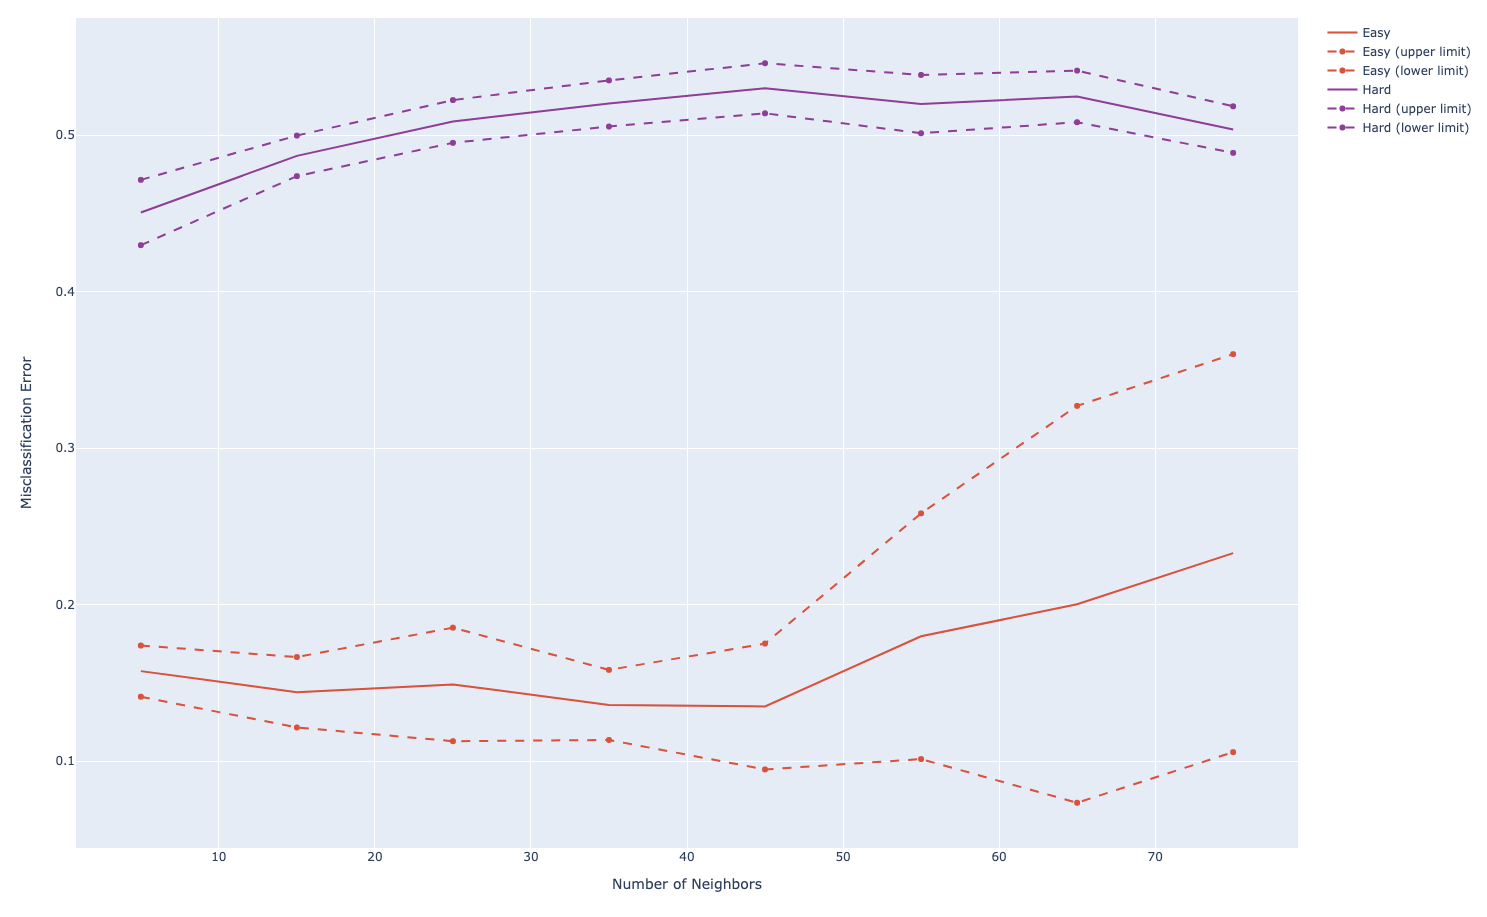 Easy
Easy (upper limit)
Easy (lower limit)
Hard
Hard (upper limit)
Hard (lower limit)
0.5
0.4
0.3
0.2
0.1
Misclassification Error
10 20 30 40 50 60 70
Number of Neighbors